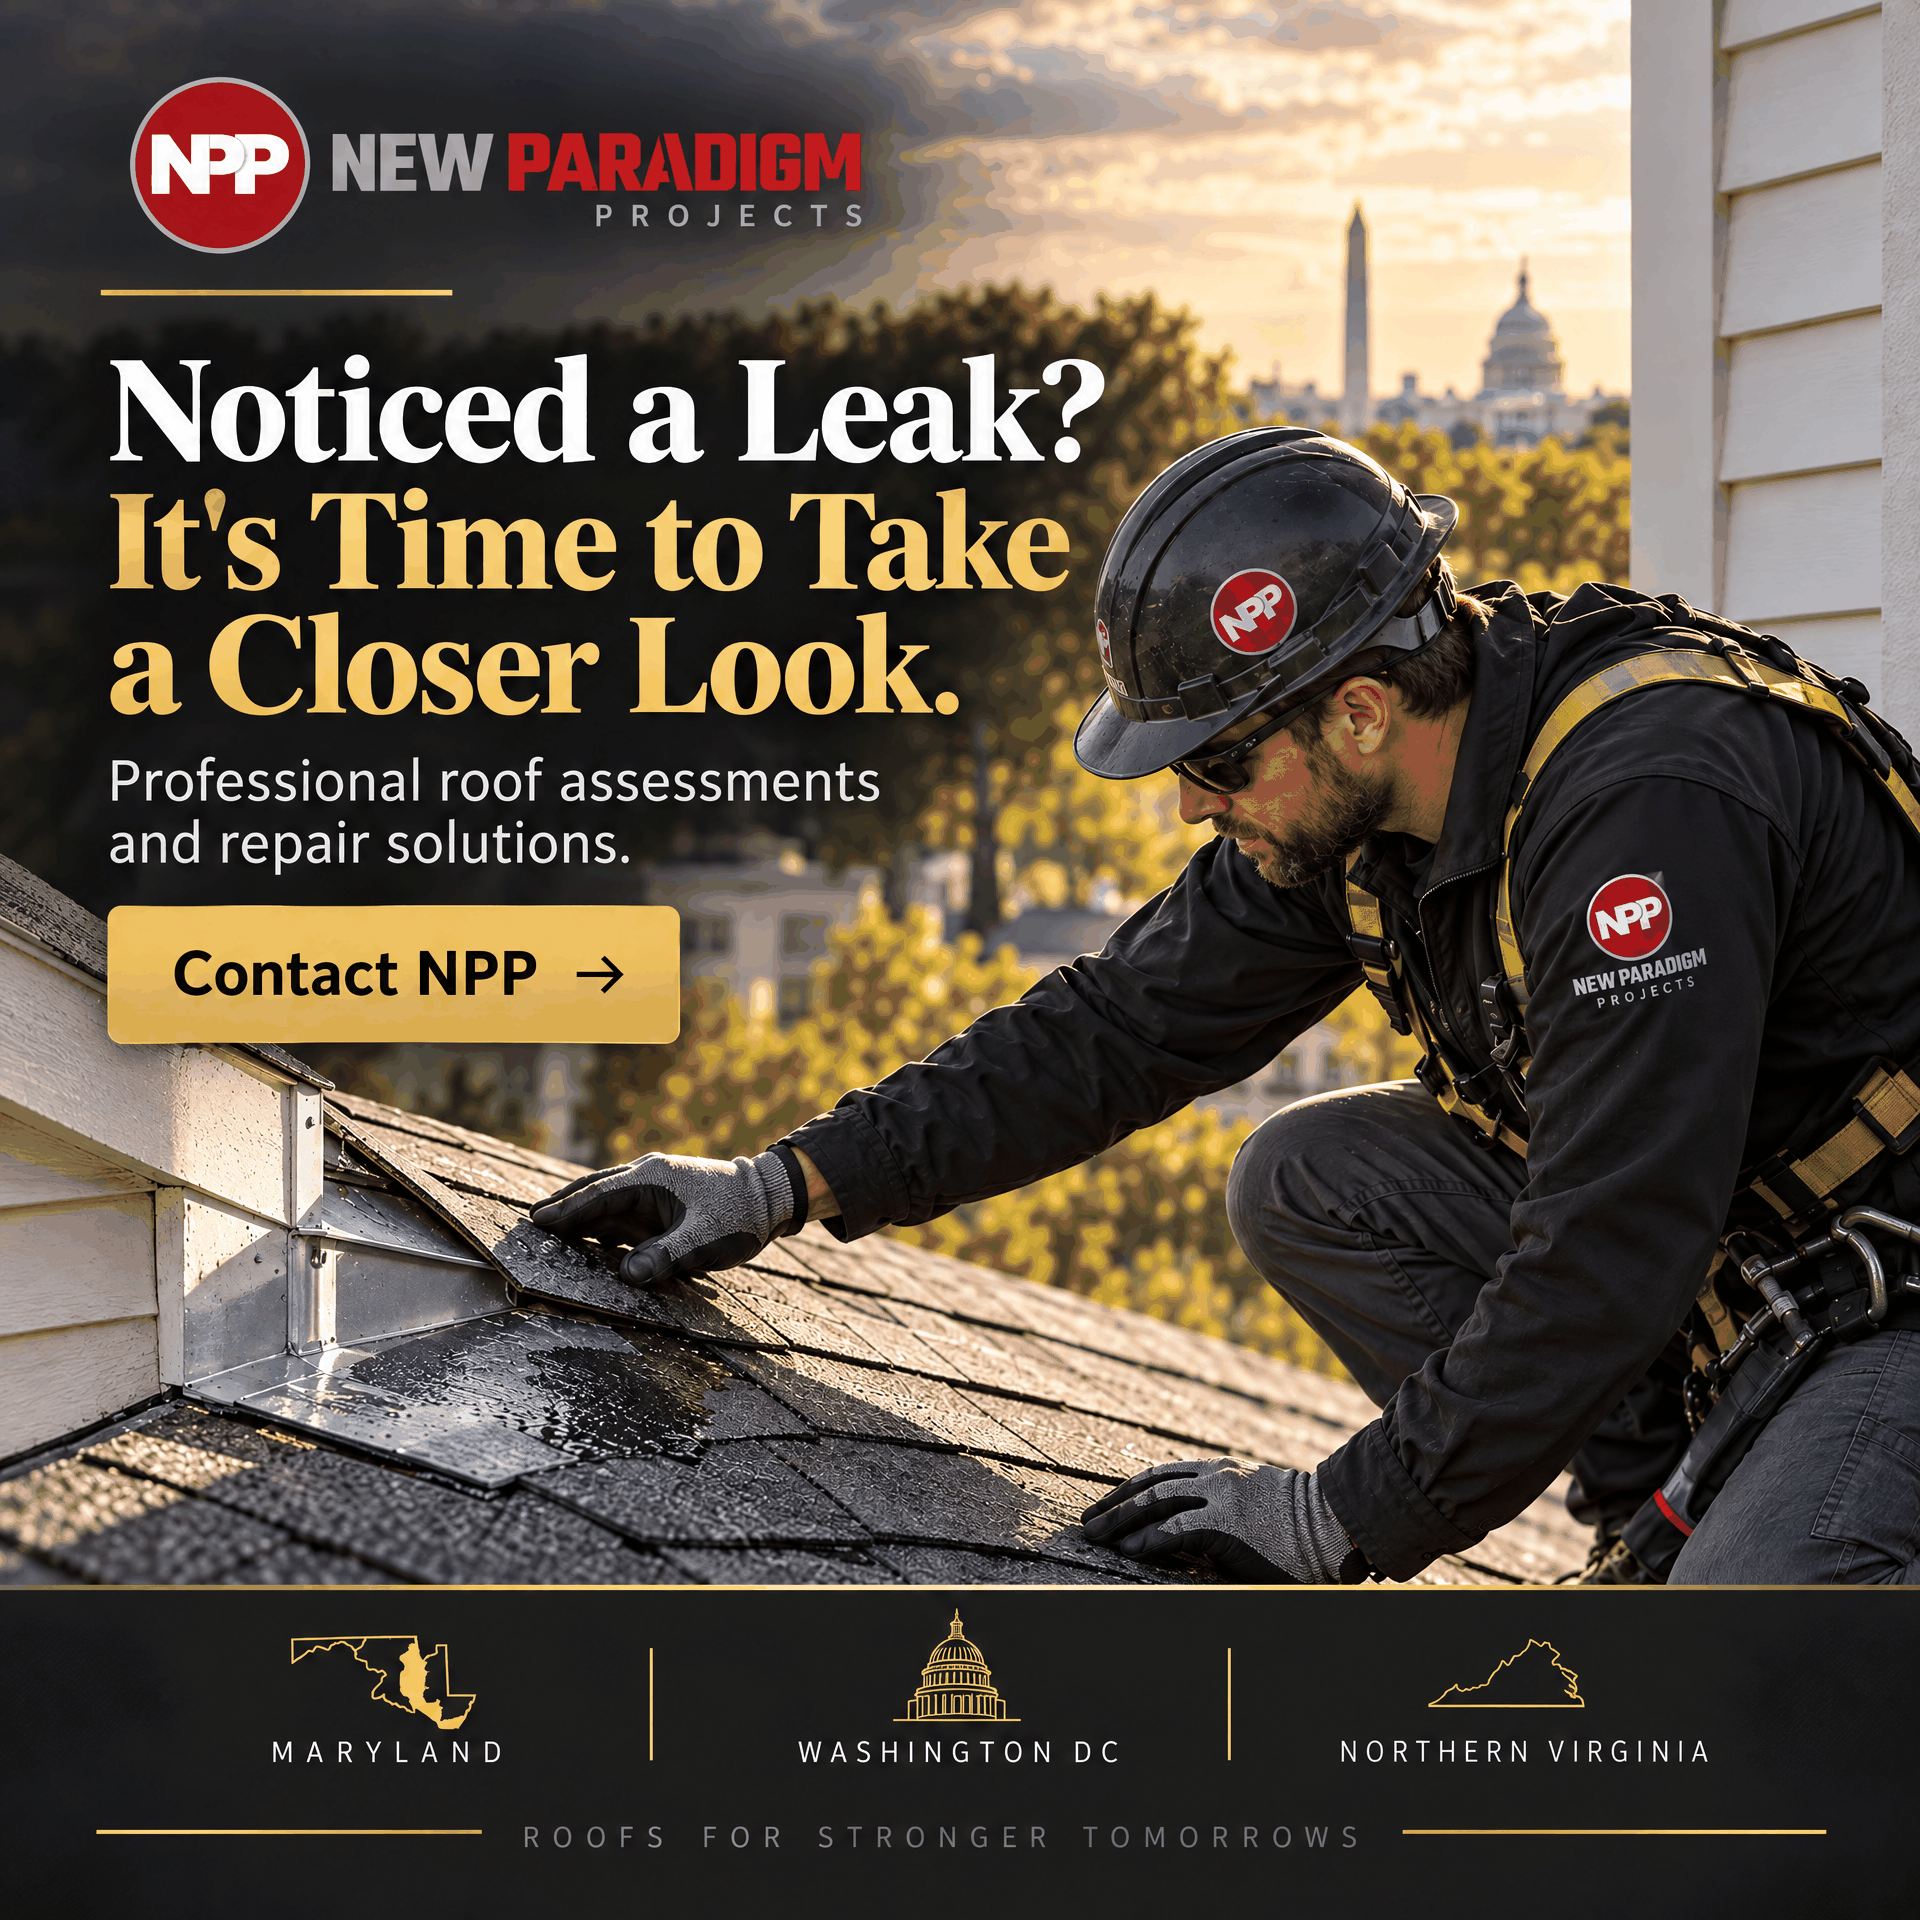 NPP NEW PARADIGM
PROJECTS
Noticed a Leak?
It's Time to Take
a Closer Look.
Professional roof assessments
and repair solutions.
Contact NPP →
NPP
NPP
NEW PARADIGM
PROJECTS
MARYLAND
WASHINGTON DC
NORTHERN VIRGINIA
ROOFS FOR STRONGER TOMORROWS